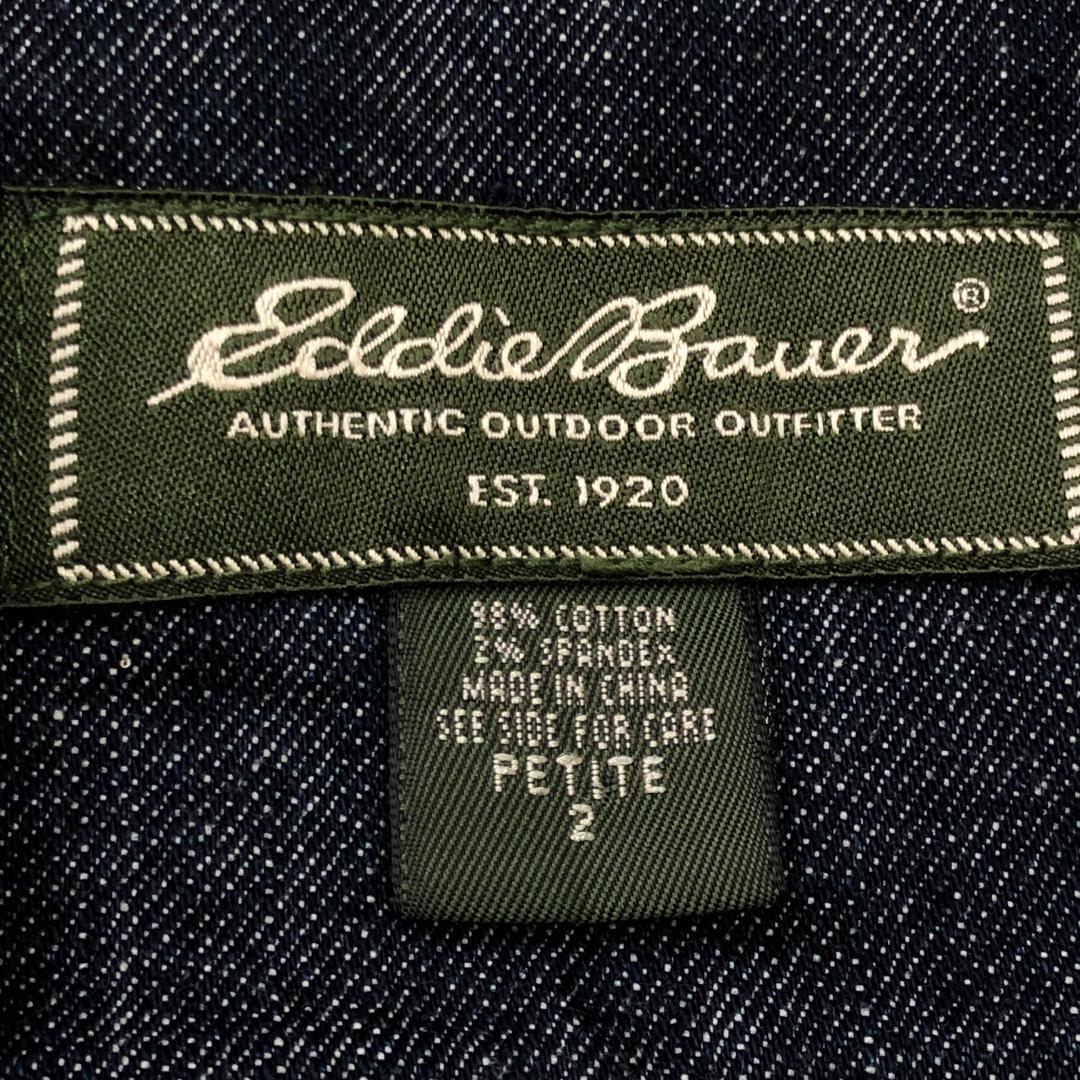 Eddie Bauer®
AUTHENTIC OUTDOOR OUTFITTER
EST. 1920
98% COTTON
2% SPANDEX
MADE IN CHINA
SEE SIDE FOR CARE
PETITE
2